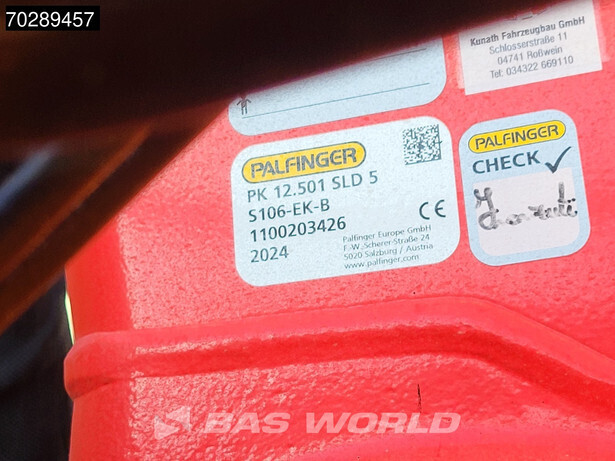 70289457
Kunath Fahrzeugbau GmbH
Schlosserstraße 11
04741 Roßwein
Tel: 034322 669110
PALFINGER
PK 12.501 SLD 5
S106-EK-B
1100203426
2024
CE
Palfinger Europe GmbH
F.-W.-Scherer-Straße 24
5020 Salzburg / Austria
www.palfinger.com
PALFINGER
CHECK
BAS WORLD